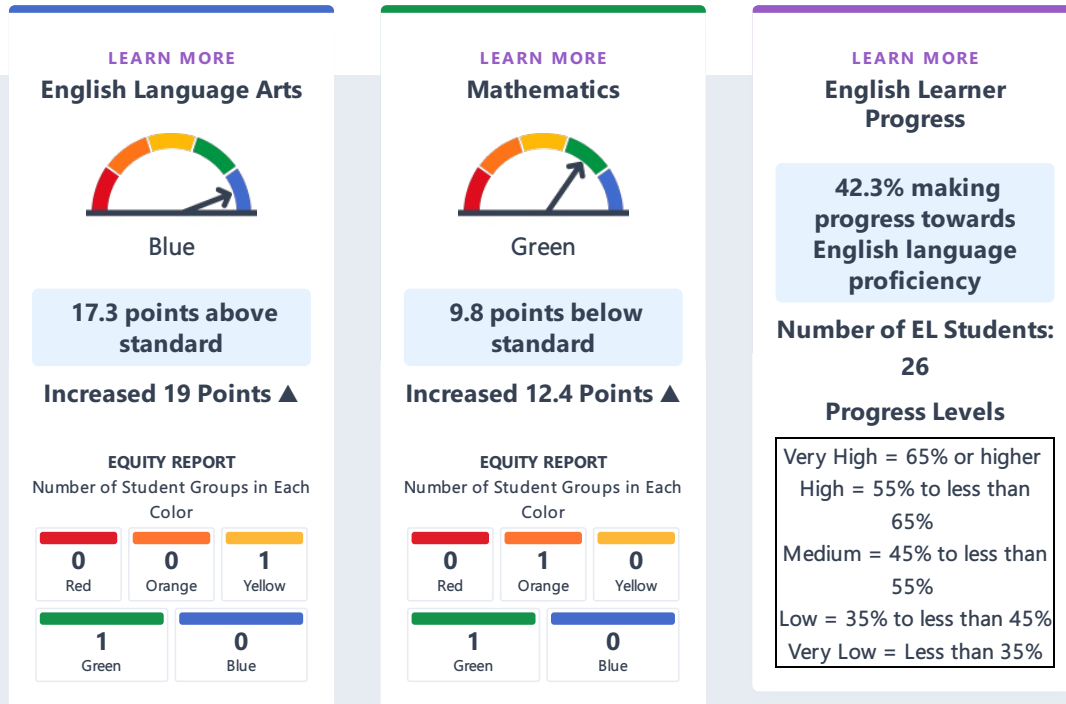 LEARN MORE
English Language Arts
Blue
17.3 points above
standard
Increased 19 Points ▲
EQUITY REPORT
Number of Student Groups in Each
Color
0
Red
0
Orange
1
Yellow
1
Green
0
Blue
LEARN MORE
Mathematics
Green
9.8 points below
standard
Increased 12.4 Points ▲
EQUITY REPORT
Number of Student Groups in Each
Color
0
Red
1
Orange
0
Yellow
1
Green
0
Blue
LEARN MORE
English Learner
Progress
42.3% making
progress towards
English language
proficiency
Number of EL Students:
26
Progress Levels
Very High = 65% or higher
High = 55% to less than
65%
Medium = 45% to less than
55%
Low = 35% to less than 45%
Very Low = Less than 35%